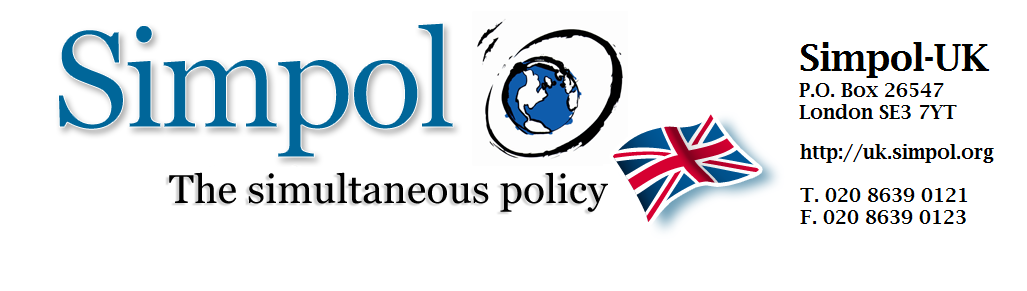 Simpol
The simultaneous policy
Simpol-UK
P.O. Box 26547
London SE3 7YT
http://uk.simpol.org
T. 020 8639 0121
F. 020 8639 0123